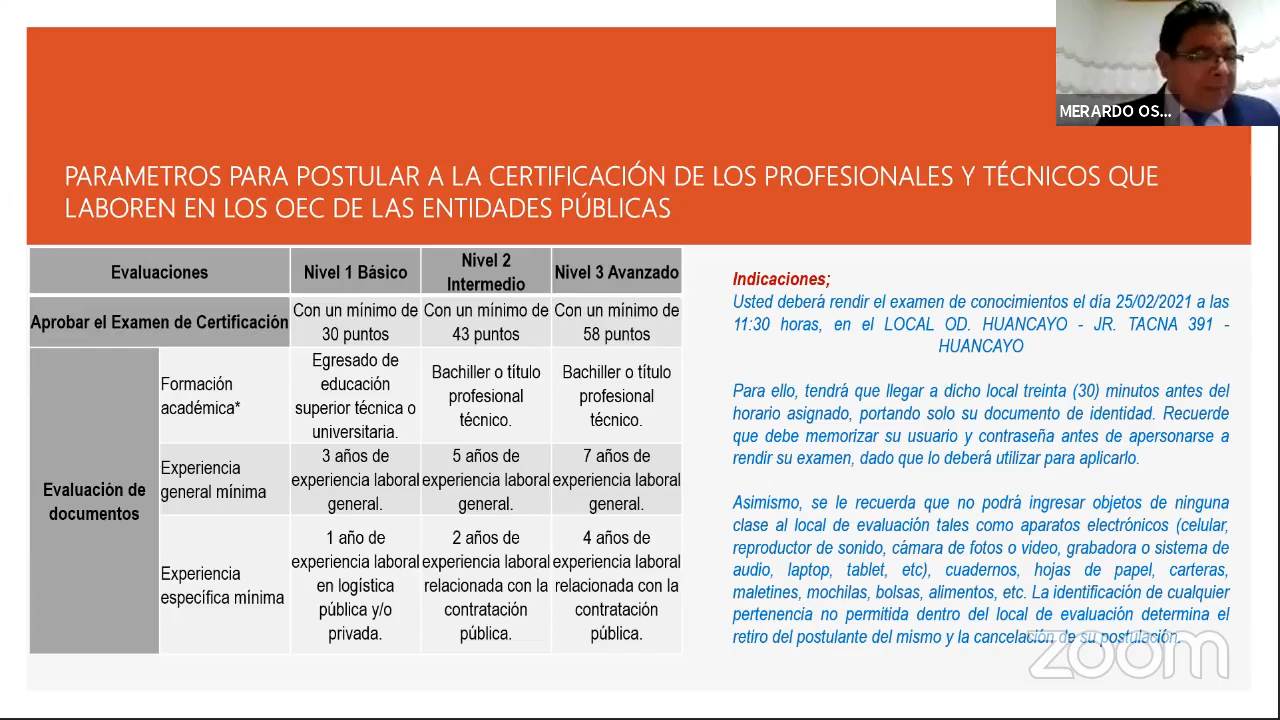 MERARDO OS...
PARAMETROS PARA POSTULAR A LA CERTIFICACIÓN DE LOS PROFESIONALES Y TÉCNICOS QUE
LABOREN EN LOS OEC DE LAS ENTIDADES PÚBLICAS
Evaluaciones
Nivel 1 Básico
Nivel 2
Intermedio
Nivel 3 Avanzado
Aprobar el Examen de Certificación
Con un mínimo de
30 puntos
Con un mínimo de
43 puntos
Con un mínimo de
58 puntos
Evaluación de
documentos
Formación
académica*
Egresado de
educación
superior técnica o
universitaria.
Bachiller o título
profesional
técnico.
Bachiller o título
profesional
técnico.
Experiencia
general mínima
3 años de
experiencia laboral
general.
5 años de
experiencia laboral
general.
7 años de
experiencia laboral
general.
Experiencia
específica mínima
1 año de
experiencia laboral
en logística
pública y/o
privada.
2 años de
experiencia laboral
relacionada con la
contratación
pública.
4 años de
experiencia laboral
relacionada con la
contratación
pública.
Indicaciones;
Usted deberá rendir el examen de conocimientos el día 25/02/2021 a las
11:30 horas, en el LOCAL OD. HUANCAYO - JR. TACNA 391 -
HUANCAYO
Para ello, tendrá que llegar a dicho local treinta (30) minutos antes del
horario asignado, portando solo su documento de identidad. Recuerde
que debe memorizar su usuario y contraseña antes de apersonarse a
rendir su examen, dado que lo deberá utilizar para aplicarlo.
Asimismo, se le recuerda que no podrá ingresar objetos de ninguna
clase al local de evaluación tales como aparatos electrónicos (celular,
reproductor de sonido, cámara de fotos o video, grabadora o sistema de
audio, laptop, tablet, etc), cuadernos, hojas de papel, carteras,
maletines, mochilas, bolsas, alimentos, etc. La identificación de cualquier
pertenencia no permitida dentro del local de evaluación determina el
retiro del postulante del mismo y la cancelación de su postulación.
zoom